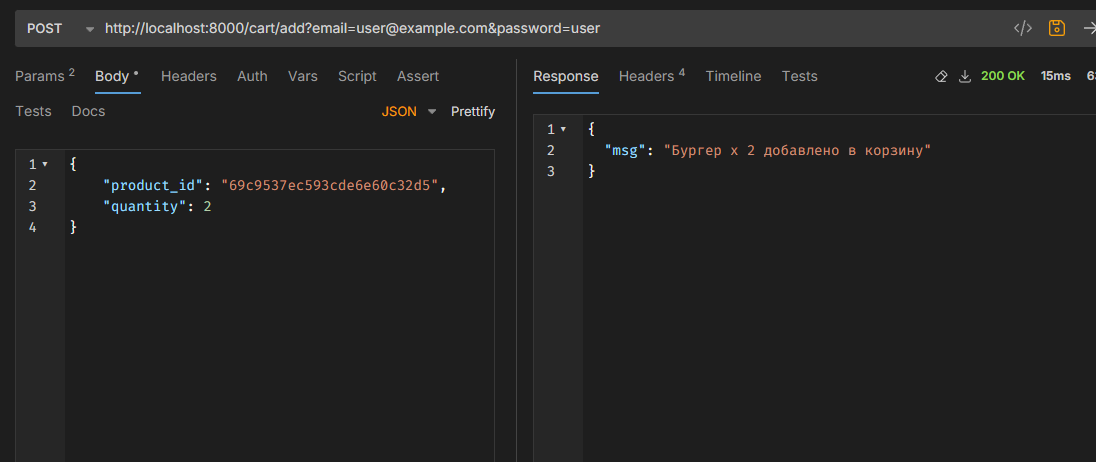 POST http://localhost:8000/cart/add?email=user@example.com&password=user </>
Params 2 Body Headers Auth Vars Script Assert
Tests Docs JSON Prettify
1 {
2 "product_id": "69c9537ec593cde6e60c32d5",
3 "quantity": 2
4 }
Response Headers 4 Timeline Tests 200 OK 15ms
1 {
2 "msg": "Бургер x 2 добавлено в корзину"
3 }